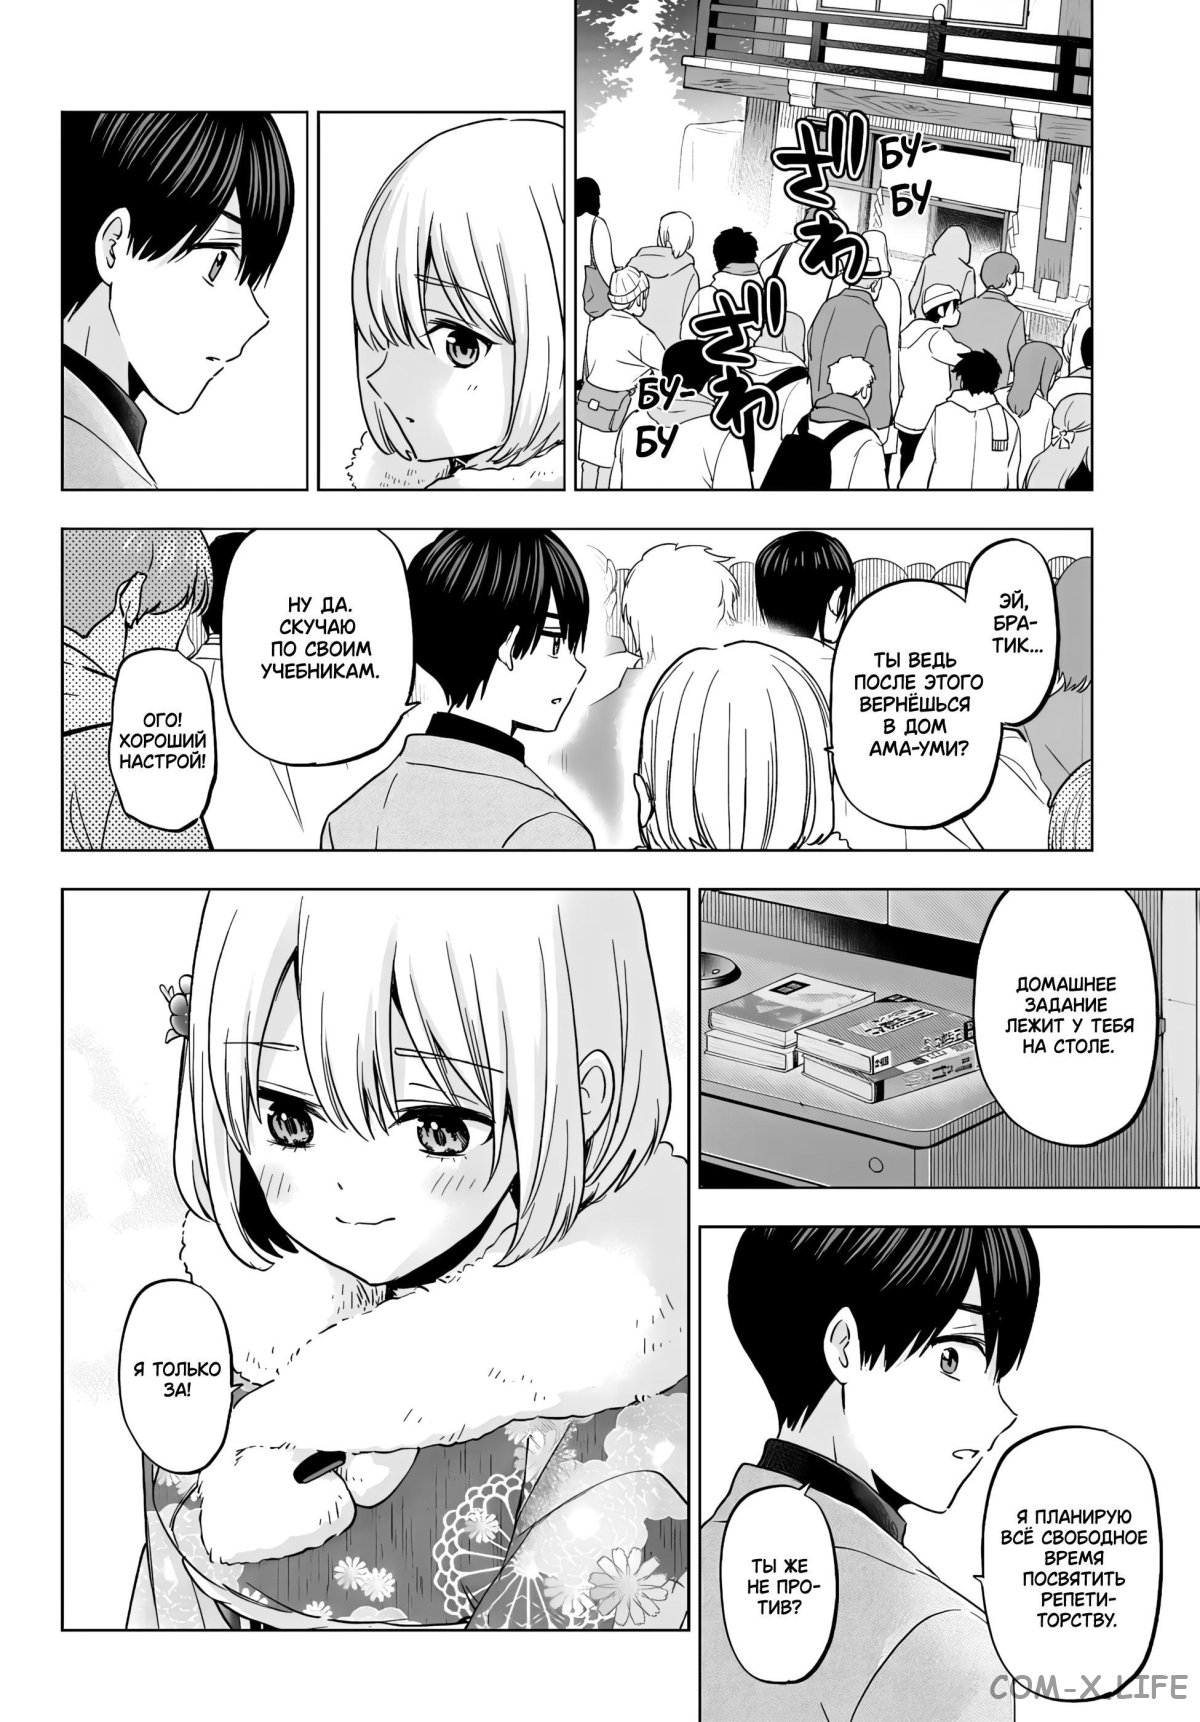 ざわ
БУ-
БУ
ざわ
БУ-
БУ
ЭЙ,
БРА-
ТИК...
ТЫ ВЕДЬ
ПОСЛЕ ЭТОГО
ВЕРНЁШЬСЯ
В ДОМ
АМА-УМИ?
НУ ДА.
СКУЧАЮ
ПО СВОИМ
УЧЕБНИКАМ.
ОГО!
ХОРОШИЙ
НАСТРОЙ!
ДОМАШНЕЕ
ЗАДАНИЕ
ЛЕЖИТ У ТЕБЯ
НА СТОЛЕ.
Я ПЛАНИРУЮ
ВСЁ СВОБОДНОЕ
ВРЕМЯ
ПОСВЯТИТЬ
РЕПЕТИ-
ТОРСТВУ.
ТЫ ЖЕ
НЕ ПРО-
ТИВ?
Я ТОЛЬКО
ЗА!
COM-X.LIFE